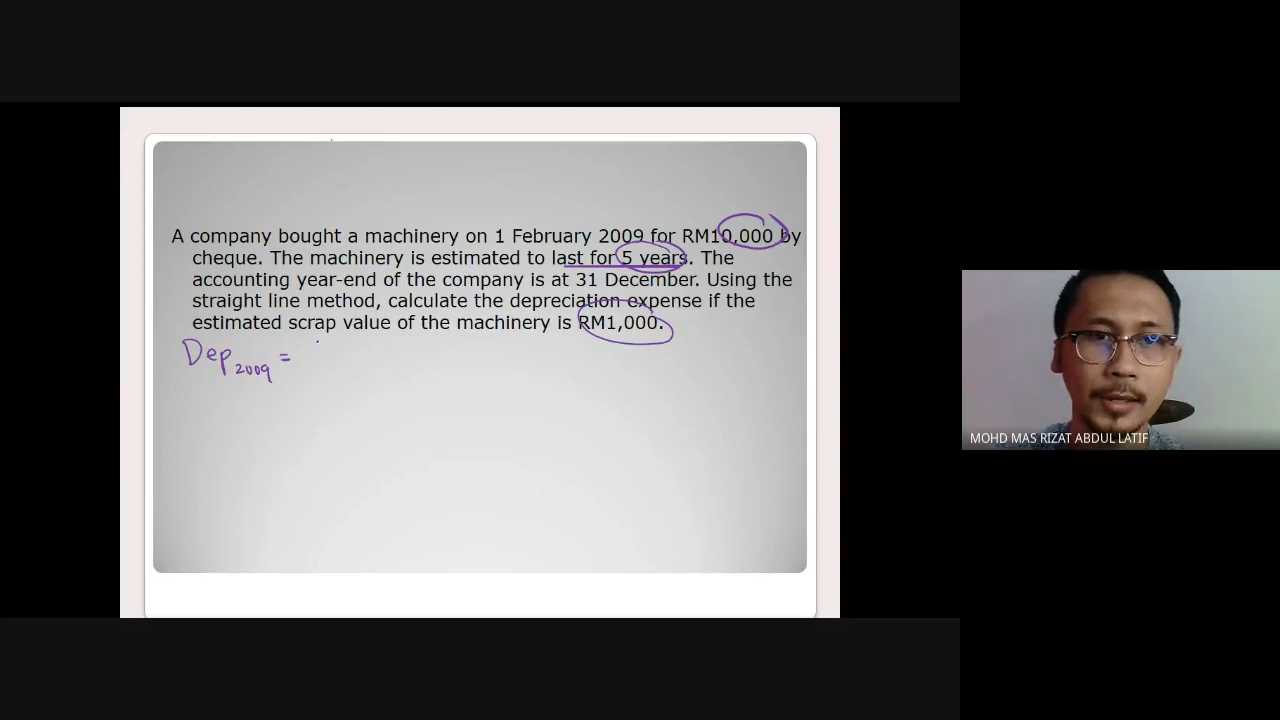 A company bought a machinery on 1 February 2009 for RM10,000 by
cheque. The machinery is estimated to last for 5 years. The
accounting year-end of the company is at 31 December. Using the
straight line method, calculate the depreciation expense if the
estimated scrap value of the machinery is RM1,000.
Dep 2009 =
MOHD MAS RIZAT ABDUL LATIF